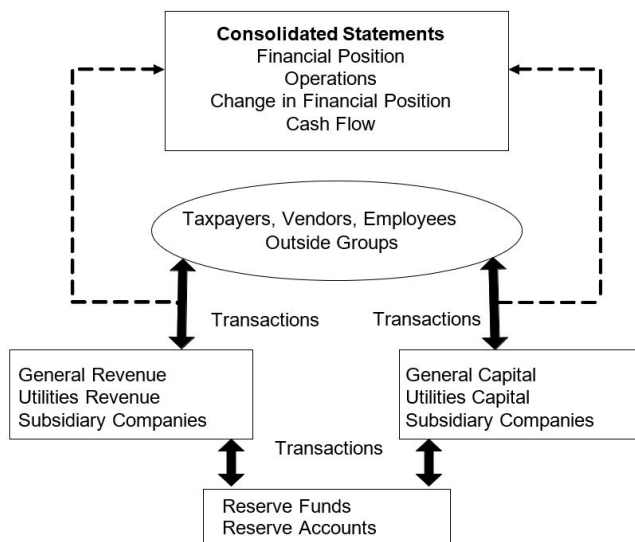 Consolidated Statements
Financial Position
Operations
Change in Financial Position
Cash Flow
Taxpayers, Vendors, Employees
Outside Groups
Transactions
Transactions
General Revenue
Utilities Revenue
Subsidiary Companies
General Capital
Utilities Capital
Subsidiary Companies
Transactions
Reserve Funds
Reserve Accounts